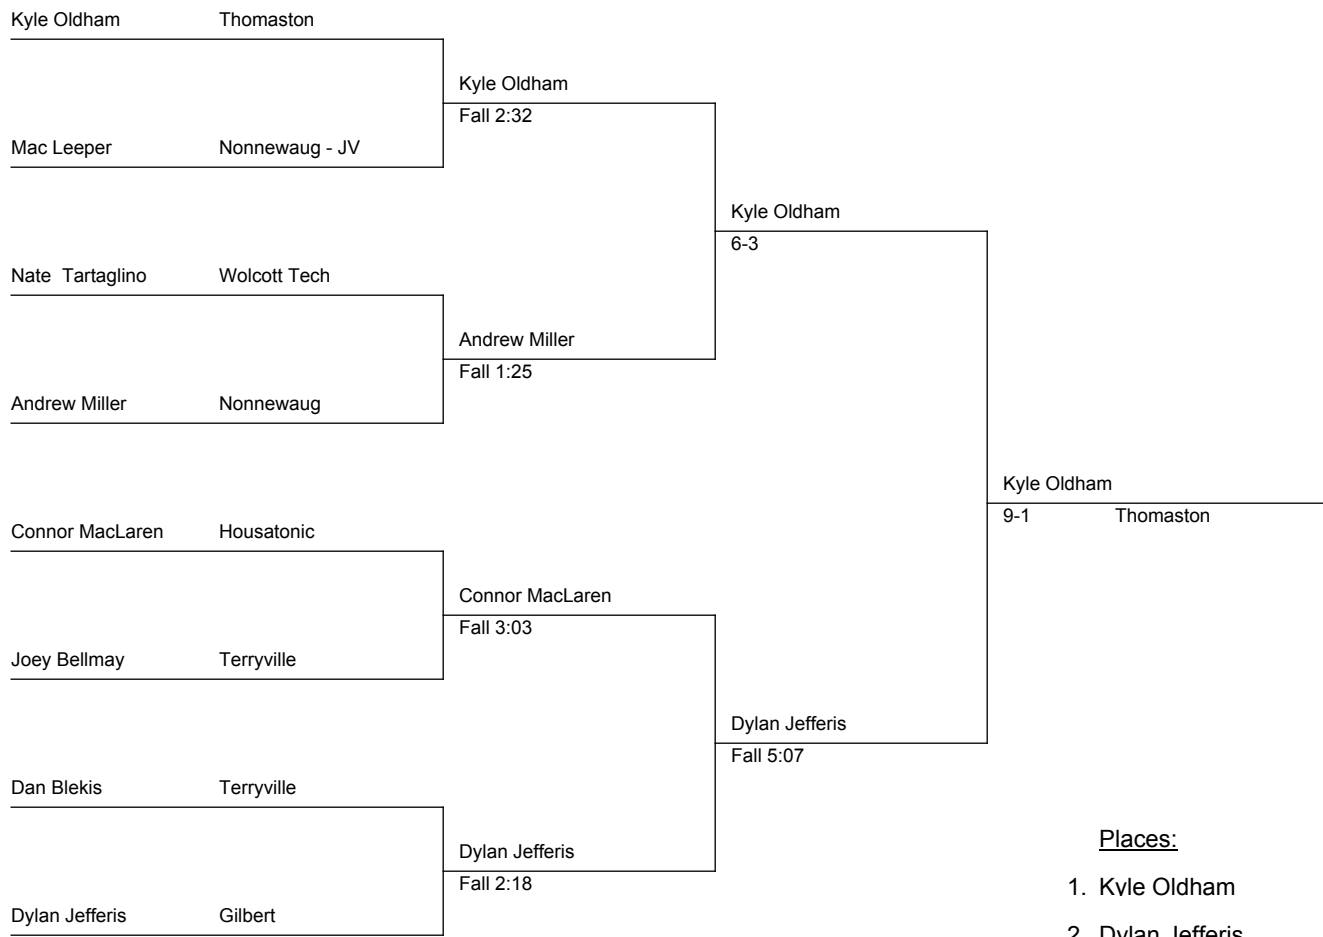 Kyle Oldham Thomaston
Kyle Oldham
Fall 2:32
Mac Leeper Nonnewaug - JV
Kyle Oldham
6-3
Nate Tartaglino Wolcott Tech
Andrew Miller
Fall 1:25
Andrew Miller Nonnewaug
Kyle Oldham
9-1 Thomaston
Connor MacLaren Housatonic
Connor MacLaren
Fall 3:03
Joey Bellmay Terryville
Dylan Jefferis
Fall 5:07
Dan Blekis Terryville
Places:
Dylan Jefferis
Fall 2:18
1. Kyle Oldham
Dylan Jefferis Gilbert
2. Dylan Jefferis